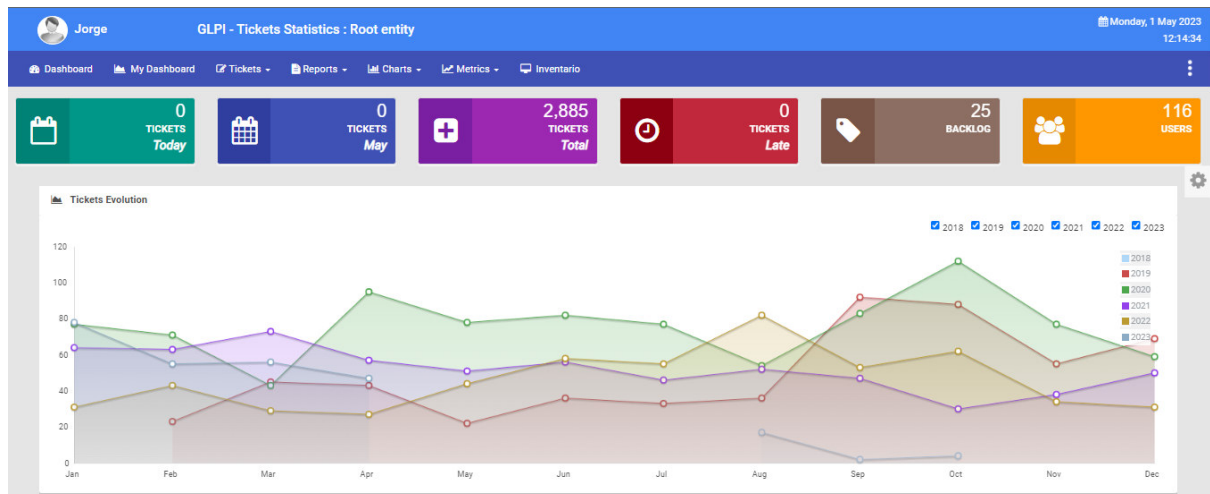 Jorge
GLPI - Tickets Statistics : Root entity
Monday, 1 May 2023
12:14:34
Dashboard My Dashboard Tickets Reports Charts Metrics Inventario
0
TICKETS
Today
0
TICKETS
May
2,885
TICKETS
Total
0
TICKETS
Late
25
BACKLOG
116
USERS
Tickets Evolution
2018 2019 2020 2021 2022 2023
120
100
80
60
40
20
0
2018
2019
2020
2021
2022
2023
Jan Feb Mar Apr May Jun Jul Aug Sep Oct Nov Dec